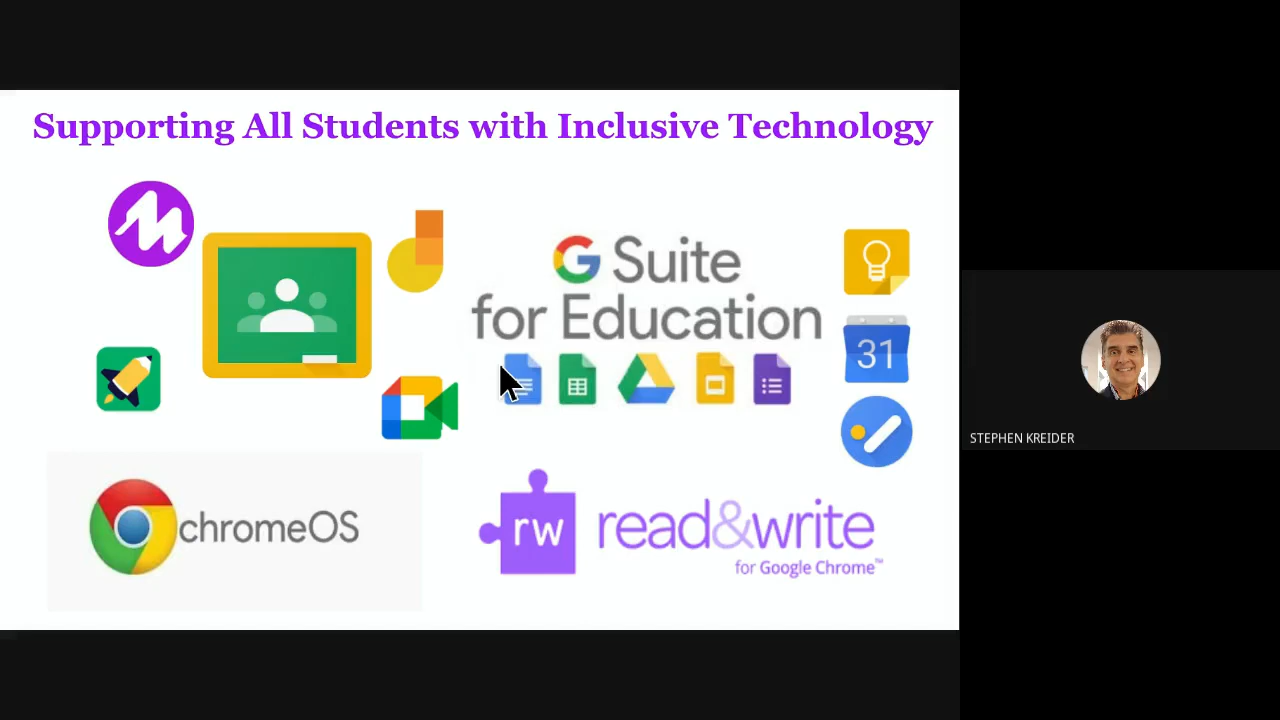 Supporting All Students with Inclusive Technology
G Suite
for Education
31
chromeOS
rw
read&write
for Google Chrome™
STEPHEN KREIDER